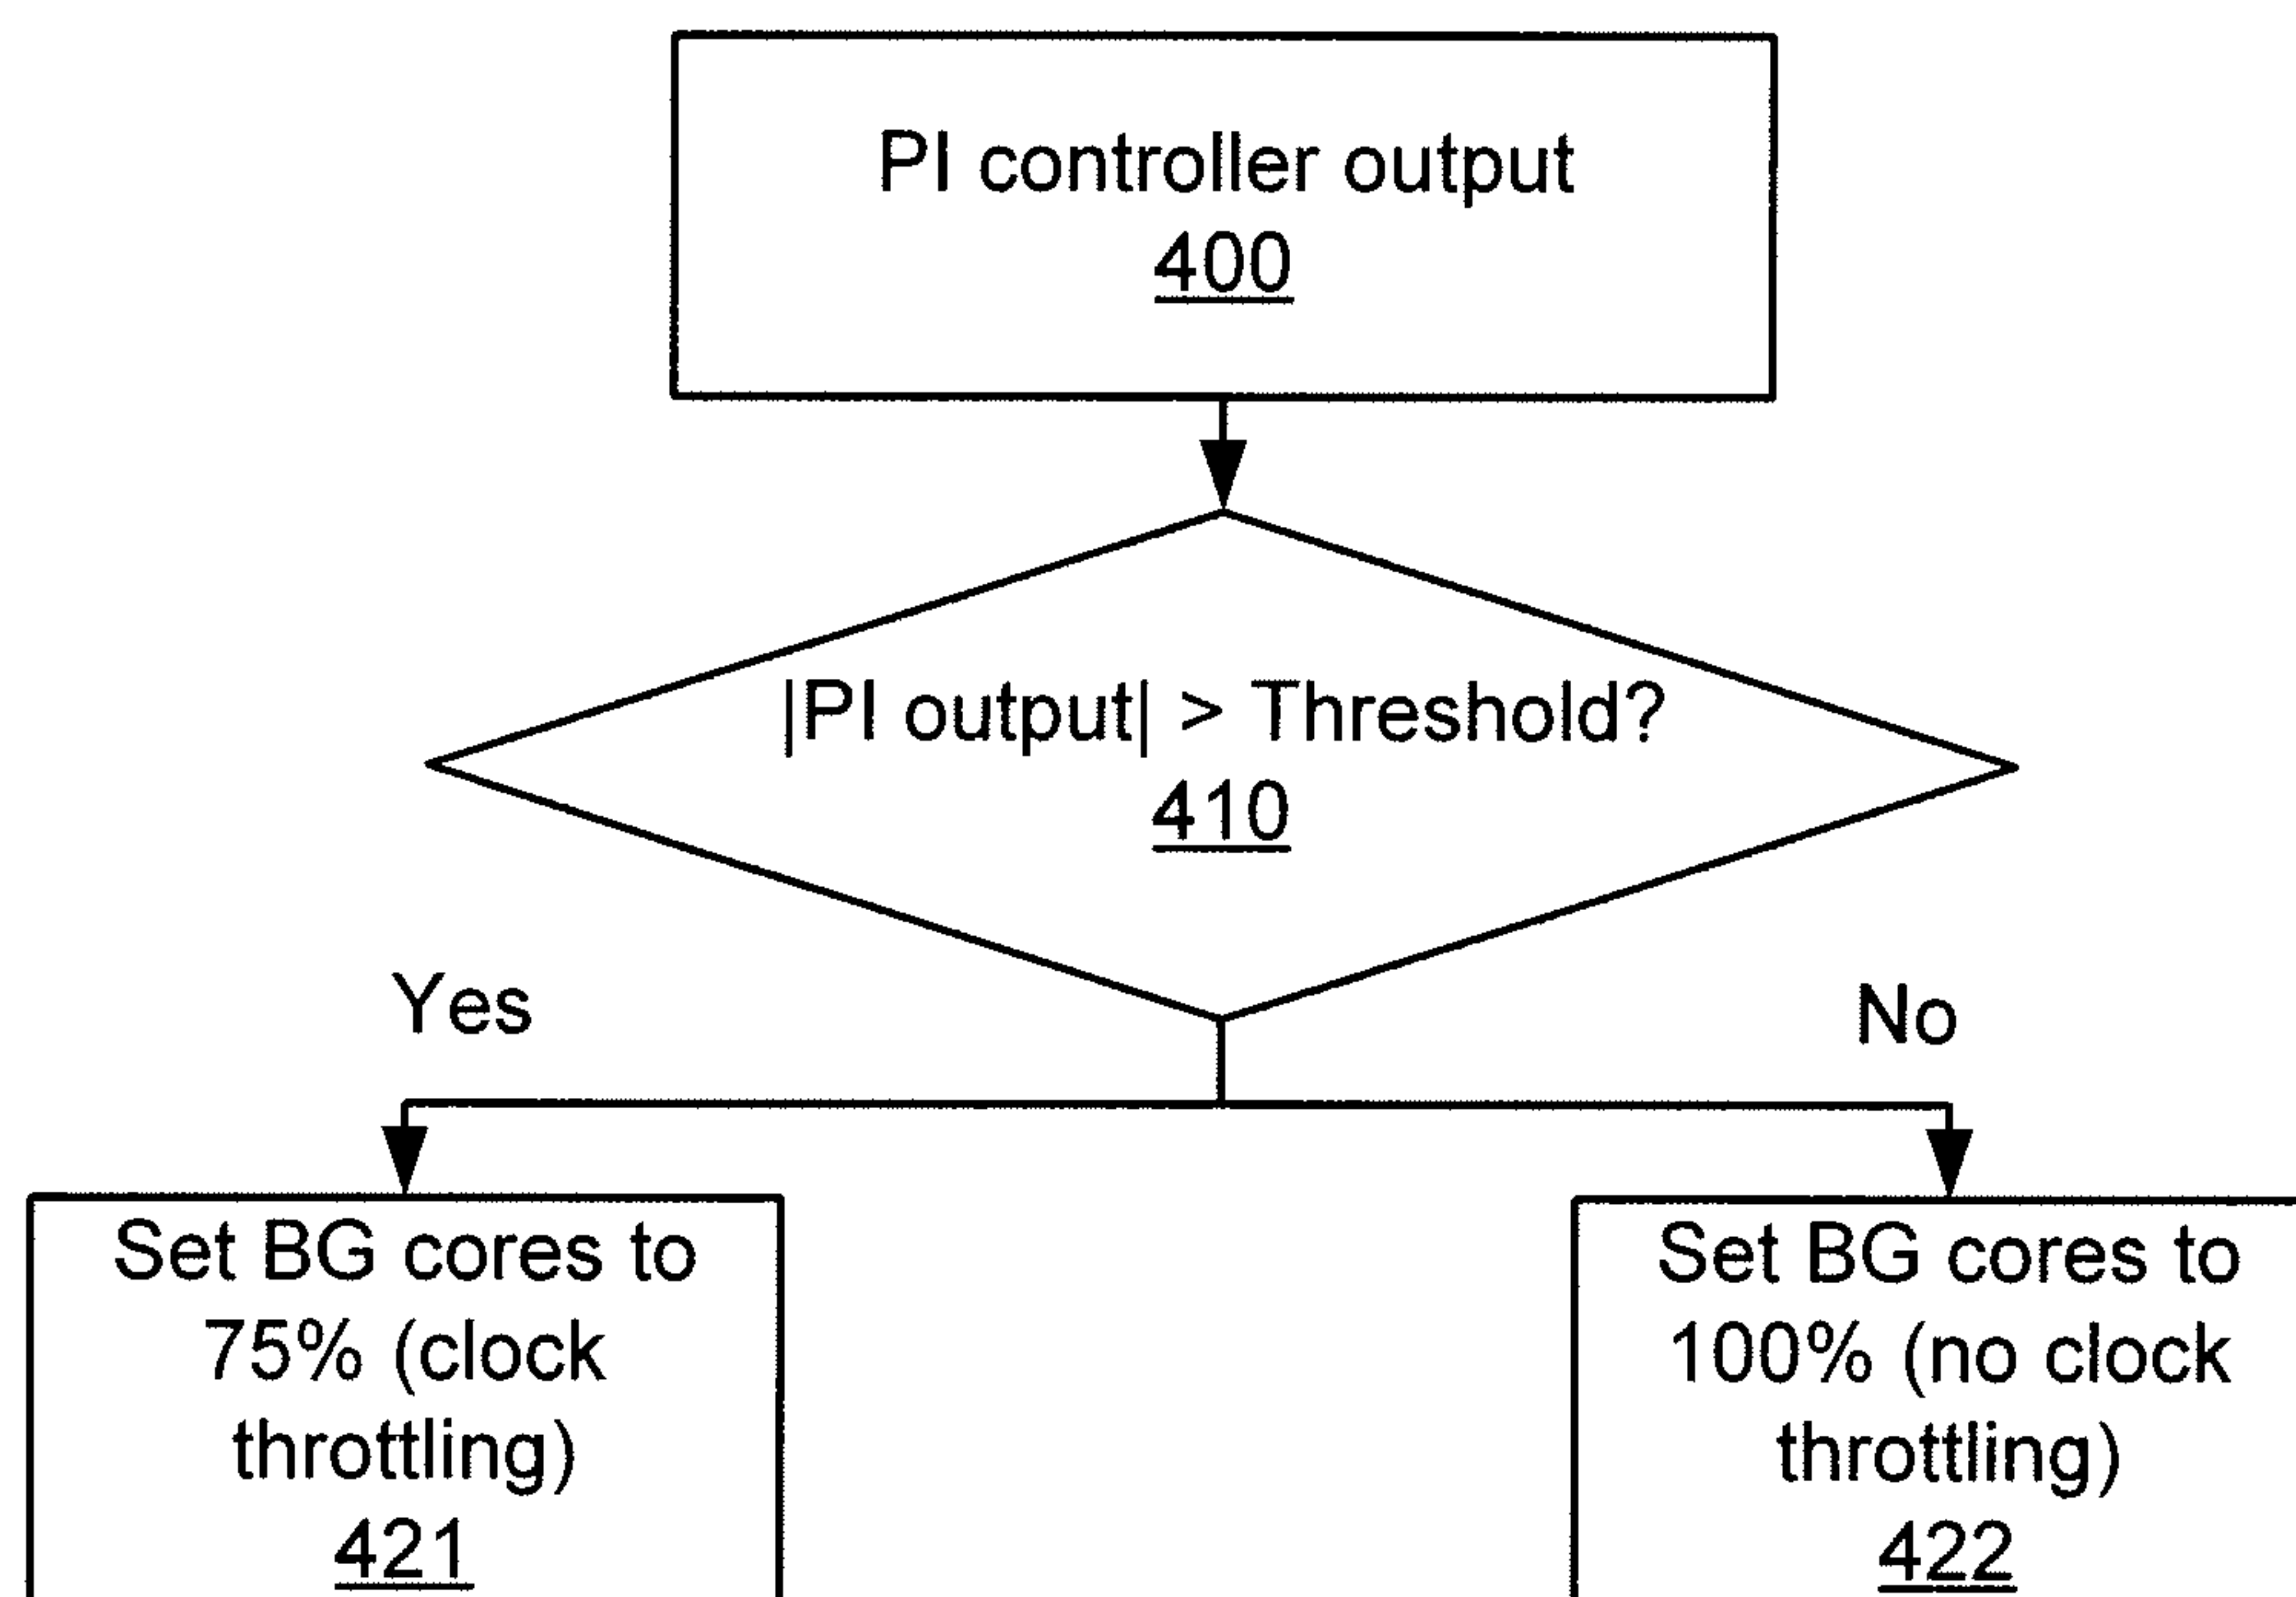 PI controller output
400
|PI output| > Threshold?
410
Yes
No
Set BG cores to
75% (clock
throttling)
421
Set BG cores to
100% (no clock
throttling)
422